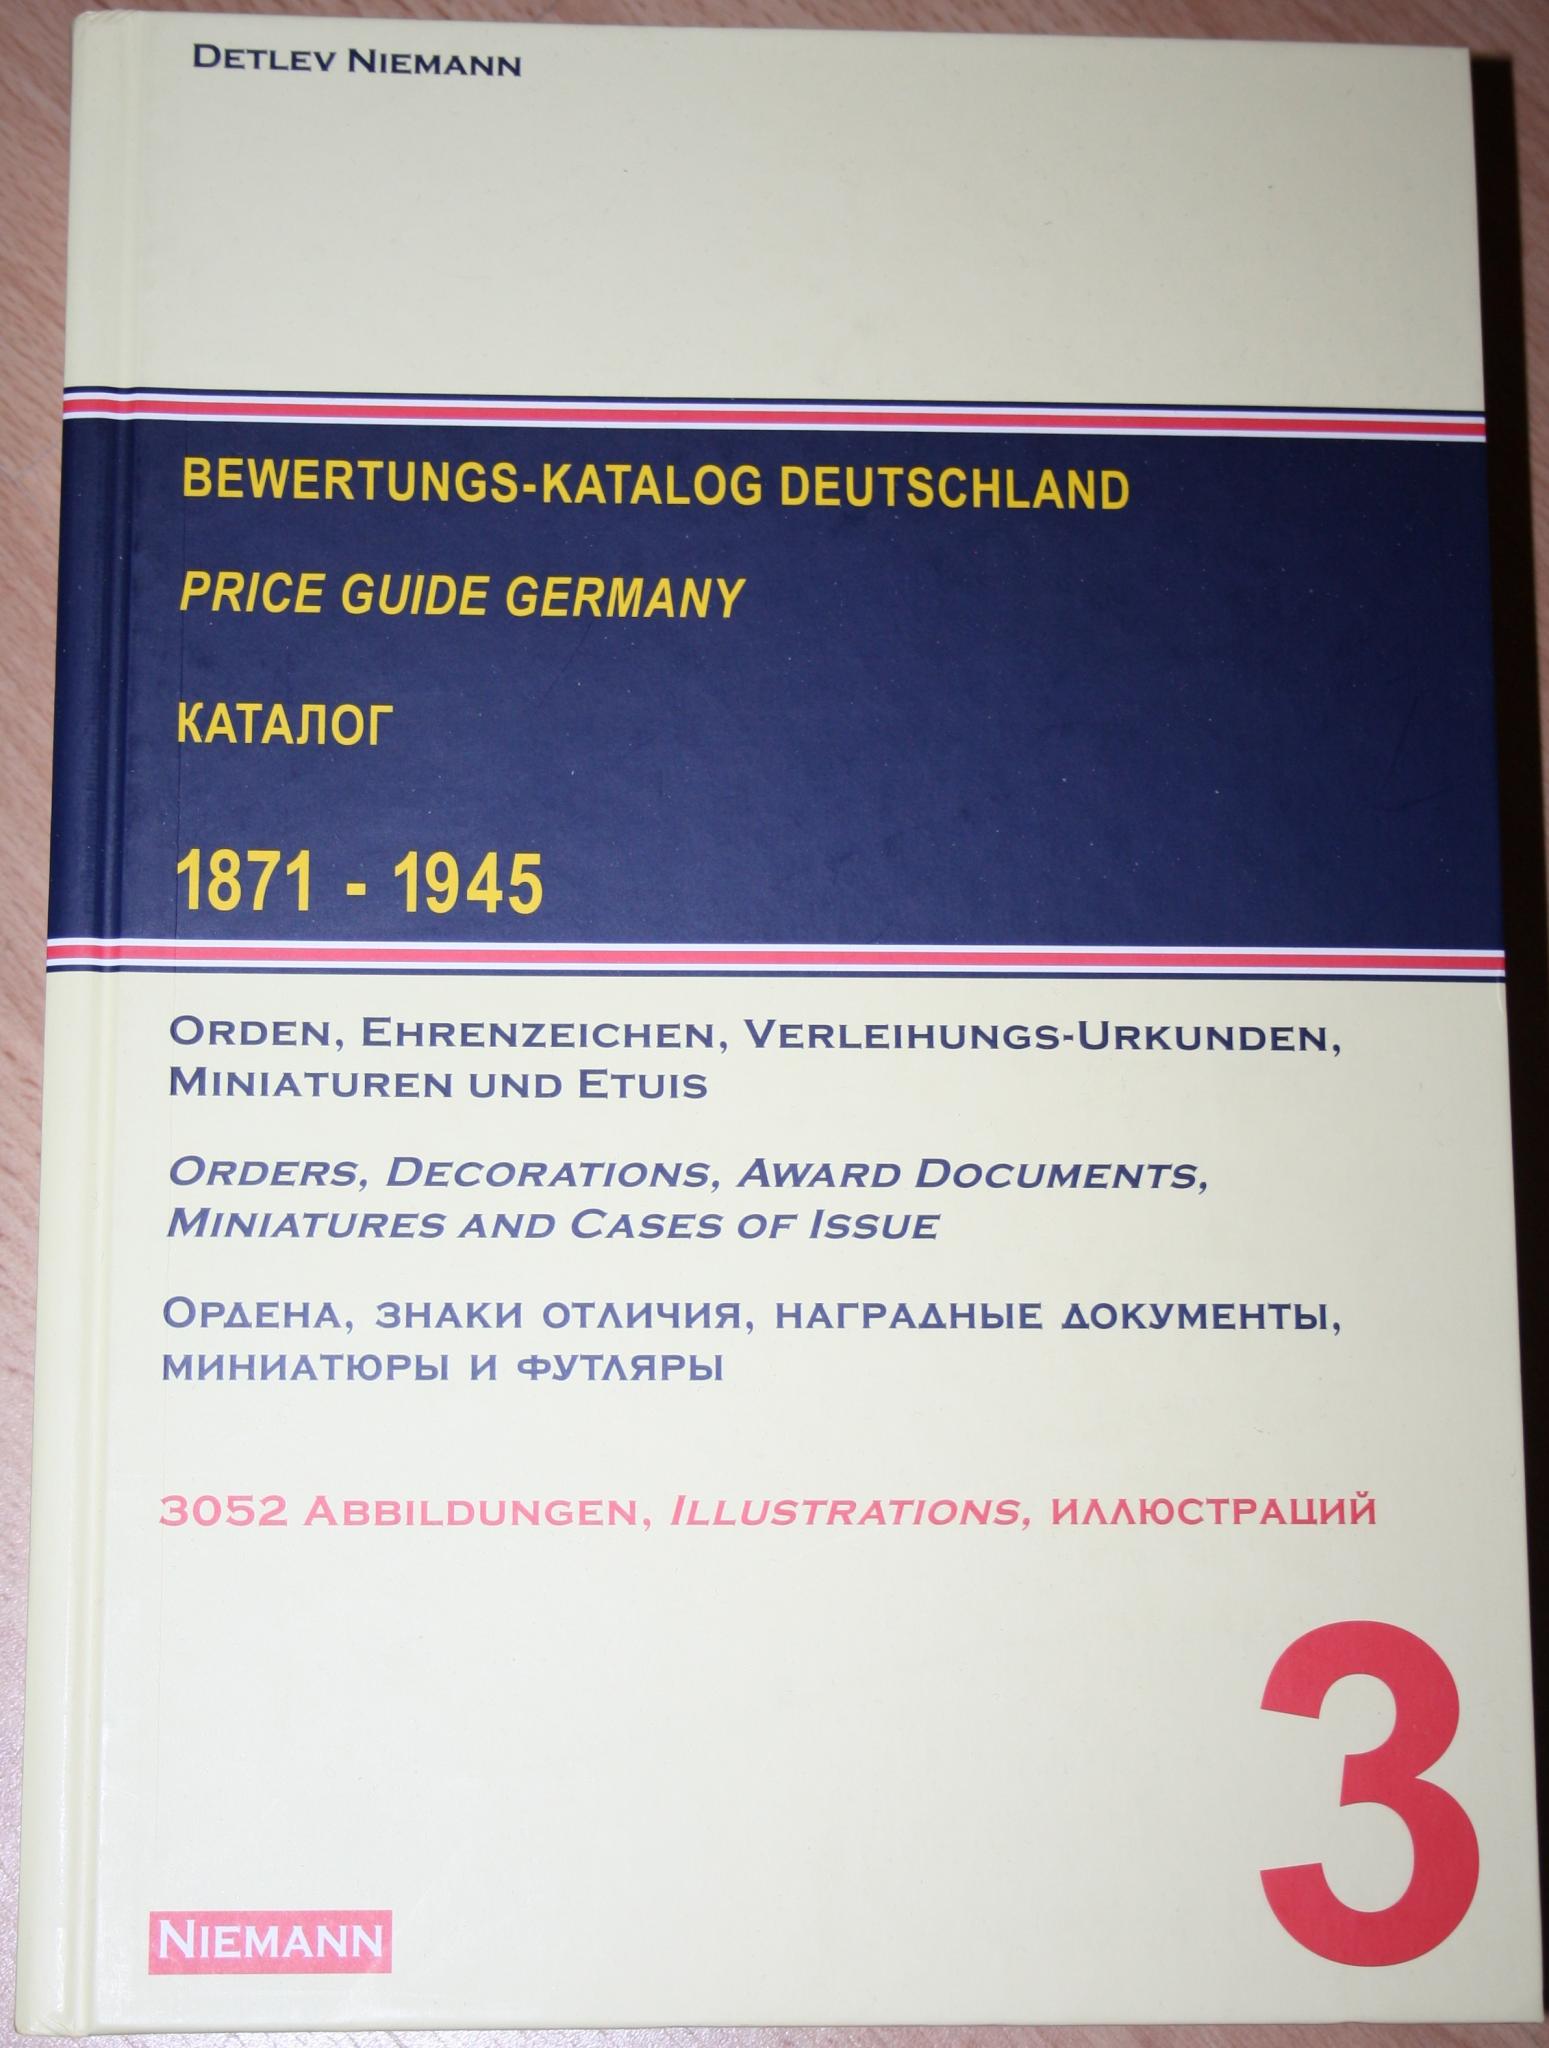 DETLEV NIEMANN
BEWERTUNGS-KATALOG DEUTSCHLAND
PRICE GUIDE GERMANY
КАТАЛОГ
1871 - 1945
ORDEN, EHRENZEICHEN, VERLEIHUNGS-URKUNDEN,
MINIATUREN UND ETUIS
ORDERS, DECORATIONS, AWARD DOCUMENTS,
MINIATURES AND CASES OF ISSUE
ОРДЕНА, ЗНАКИ ОТЛИЧИЯ, НАГРАДНЫЕ ДОКУМЕНТЫ,
МИНИАТЮРЫ И ФУТЛЯРЫ
3052 ABBILDUNGEN, ILLUSTRATIONS, ИЛЛЮСТРАЦИЙ
3
NIEMANN